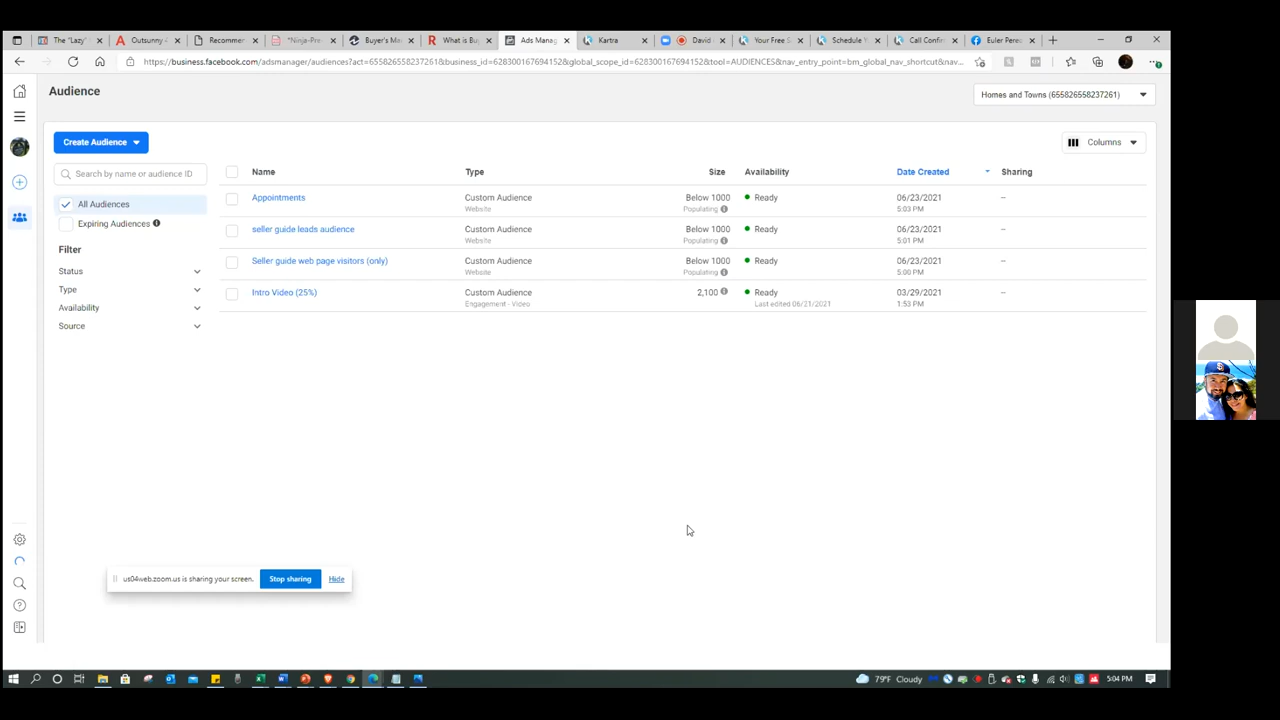 The "Lazy"
Outsunny
Recommer
*Ninja-Pre
Buyer's Ma
What is Bu
Ads Manag
Kartra
David
Your Free S
Schedule Y
Call Confir
Euler Perez
https://business.facebook.com/adsmanager/audiences?act=655826558237261&business_id=628300167694152&global_scope_id=628300167694152&tool=AUDIENCES&nav_entry_point=bm_global_nav_shortcut&nav...
Audience
Homes and Towns (655826558237261)
Create Audience
Columns
Search by name or audience ID
Name Type Size Availability Date Created Sharing
All Audiences
Expiring Audiences
Filter
Status
Type
Availability
Source
Appointments Custom Audience Below 1000 Ready 06/23/2021 --
Website Populating 5:03 PM
seller guide leads audience Custom Audience Below 1000 Ready 06/23/2021 --
Website Populating 5:01 PM
Seller guide web page visitors (only) Custom Audience Below 1000 Ready 06/23/2021 --
Website Populating 5:00 PM
Intro Video (25%) Custom Audience 2,100 Ready 03/29/2021 --
Engagement - Video Last edited 06/21/2021 1:53 PM
us04web.zoom.us is sharing your screen.
Stop sharing
Hide
79°F Cloudy
5:04 PM